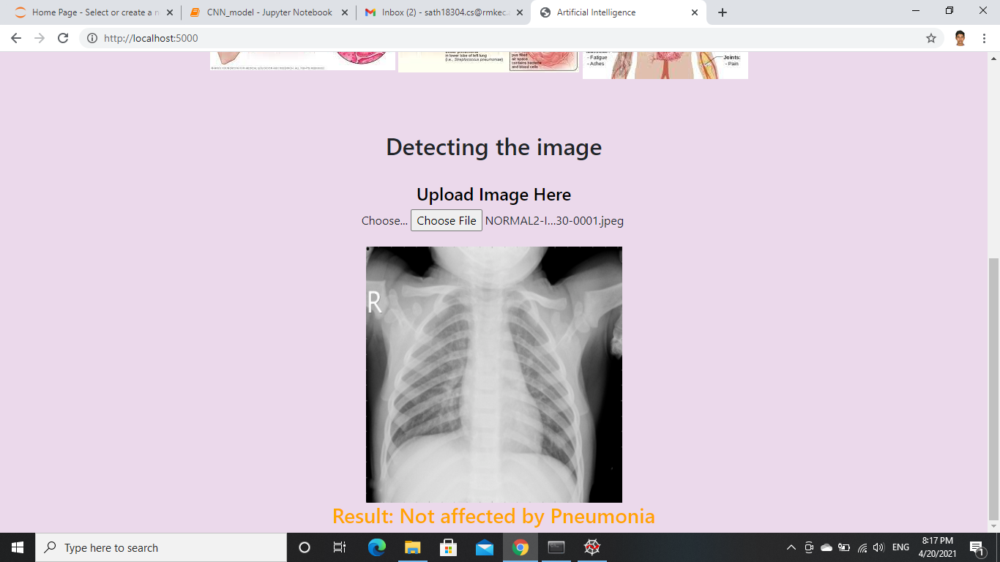 Home Page - Select or create a n
CNN_model - Jupyter Notebook
Inbox (2) - sath18304.cs@rmkec.a
Artificial Intelligence
http://localhost:5000
in lower lobe of left lung
(i.e., Streptococcus pneumoniae)
pus filled
air space
contains bacteria
and blood cells
- Fatigue
- Aches
Joints:
- Pain
Detecting the image
Upload Image Here
Choose... Choose File NORMAL2-I...30-0001.jpeg
R
Result: Not affected by Pneumonia
Type here to search
ENG
8:17 PM
4/20/2021
1